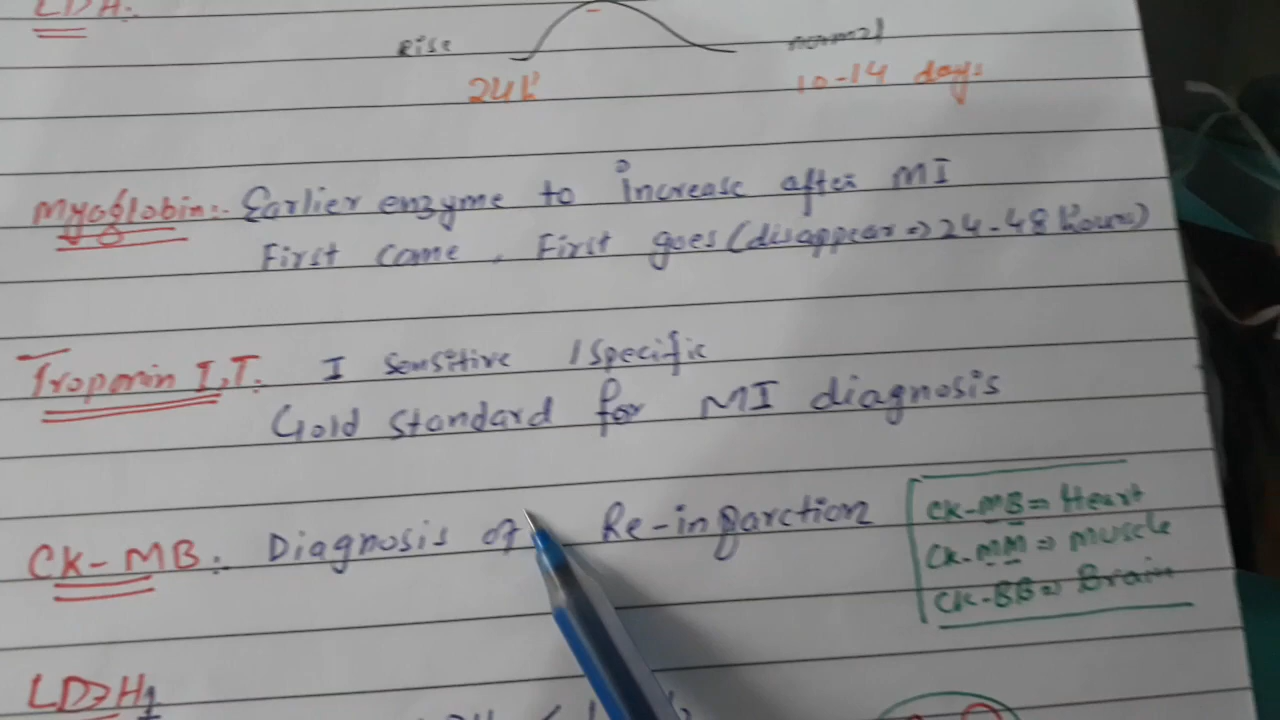 LDH:
Rise normal
24h 10-14 days
Myoglobin:- Earlier enzyme to increase after MI
First came, First goes (disappear => 24-48 hours)
Troponin I,T: I sensitive / specific
Gold standard for MI diagnosis
CK-MB: Diagnosis of Re-infarction
CK-MB = Heart
CK-MM => Muscle
CK-BB => Brain
LDH1